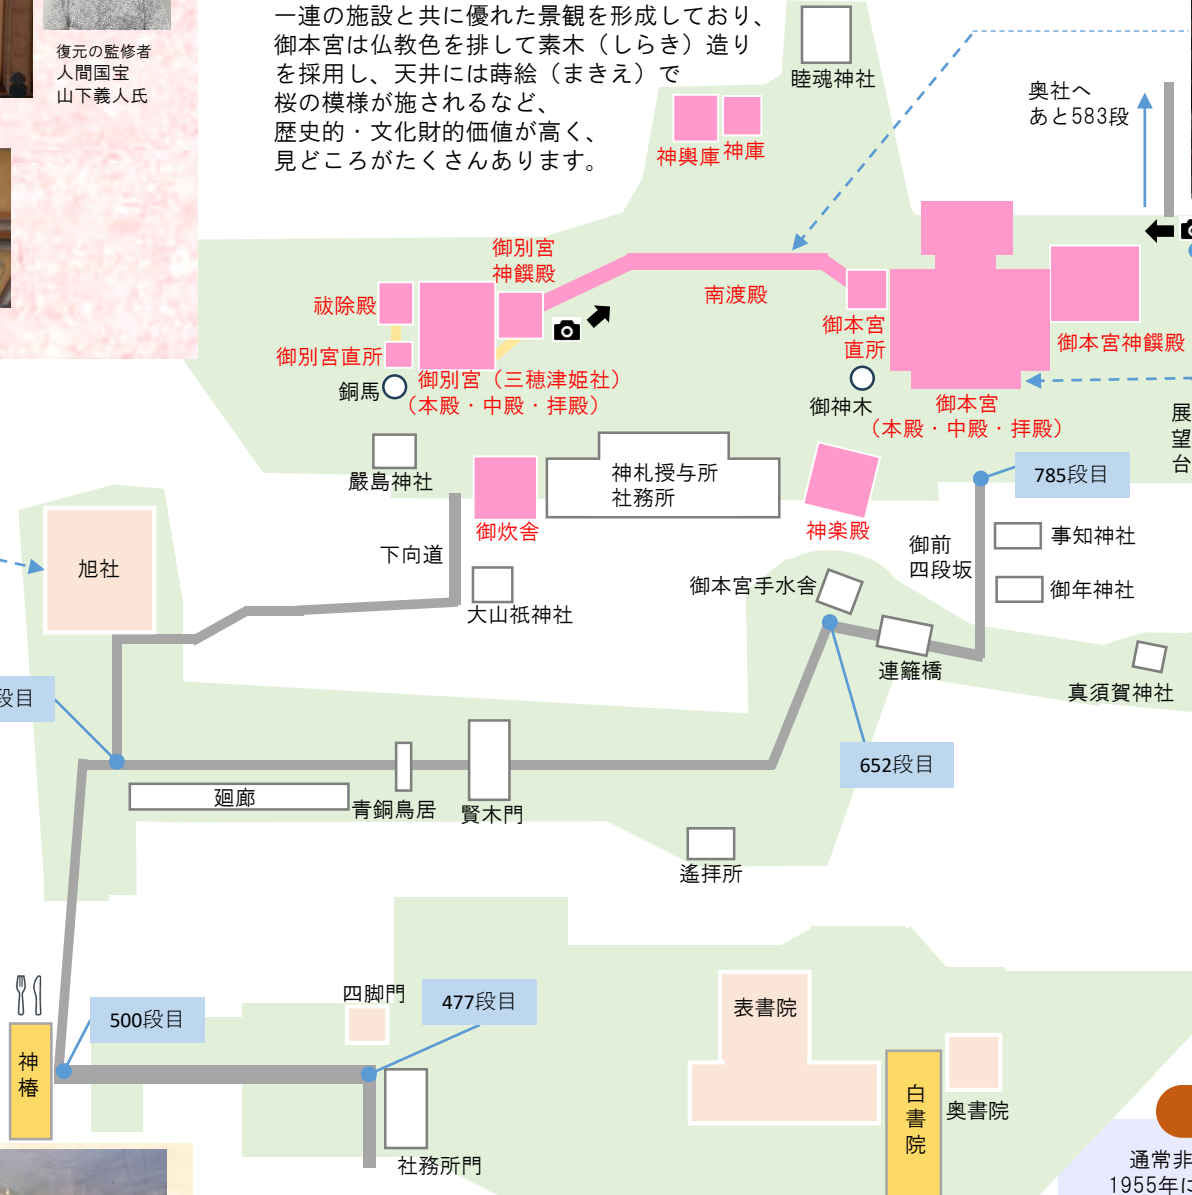 復元の監修者
人間国宝
山下義人氏
一連の施設と共に優れた景観を形成しており、
御本宮は仏教色を排して素木（しらき）造り
を採用し、天井には蒔絵（まきえ）で
桜の模様が施されるなど、
歴史的・文化財的価値が高く、
見どころがたくさんあります。
睦魂神社
奥社へ
あと583段
神輿庫
神庫
御別宮
神饌殿
祓除殿
南渡殿
御別宮直所
御本宮
直所
御本宮神饌殿
銅馬
御別宮（三穂津姫社）
（本殿・中殿・拝殿）
御神木
御本宮
（本殿・中殿・拝殿）
展
望
台
嚴島神社
神札授与所
社務所
785段目
御炊舎
神楽殿
事知神社
下向道
御前
四段坂
旭社
御本宮手水舎
御年神社
大山祇神社
連籬橋
真須賀神社
段目
652段目
廻廊
青銅鳥居
賢木門
遙拝所
四脚門
477段目
500段目
表書院
神
椿
白
書
院
奥書院
社務所門
通常非
1955年に